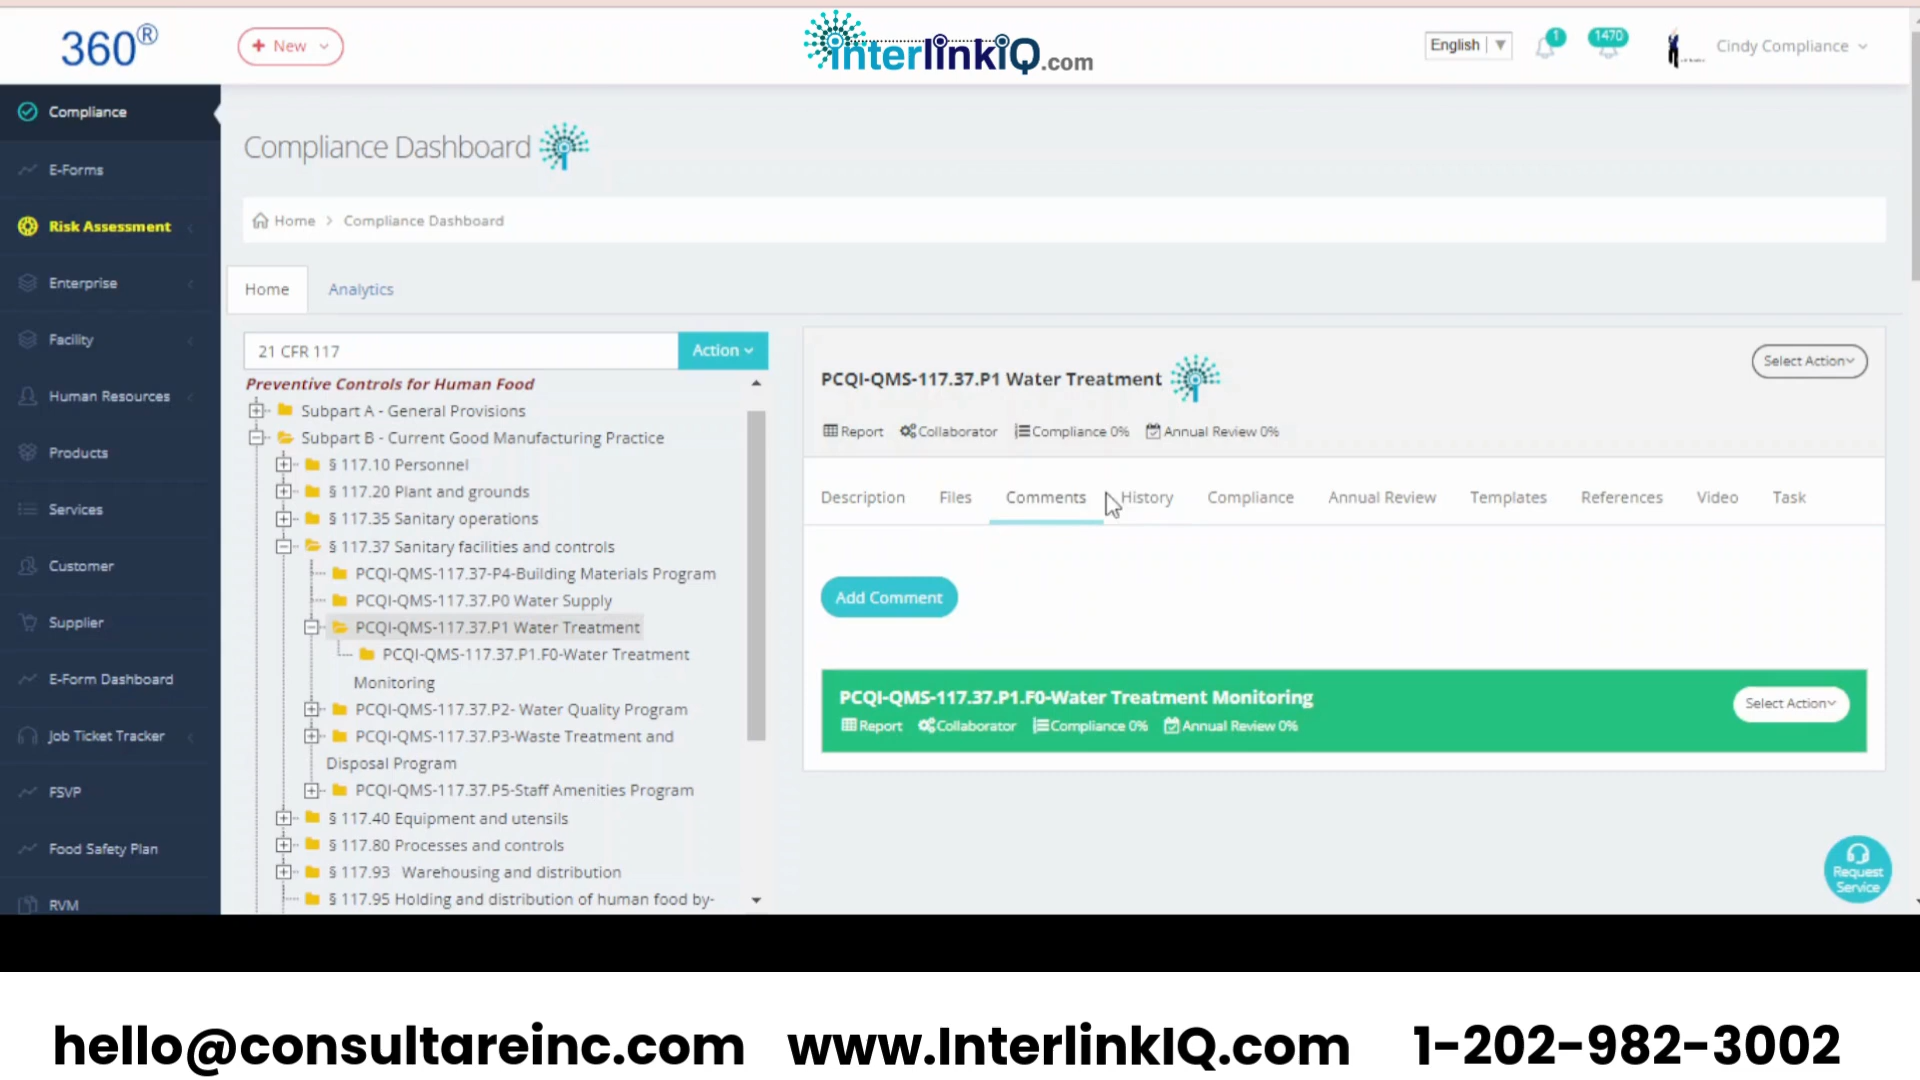 360®
+ New
interlinkIQ.com
English
1
1470
Cindy Compliance
Compliance
E-Forms
Risk Assessment
Enterprise
Facility
Human Resources
Products
Services
Customer
Supplier
E-Form Dashboard
Job Ticket Tracker
FSVP
Food Safety Plan
RVM
Compliance Dashboard
Home > Compliance Dashboard
Home
Analytics
21 CFR 117
Action
Preventive Controls for Human Food
Subpart A - General Provisions
Subpart B - Current Good Manufacturing Practice
§ 117.10 Personnel
§ 117.20 Plant and grounds
§ 117.35 Sanitary operations
§ 117.37 Sanitary facilities and controls
PCQI-QMS-117.37-P4-Building Materials Program
PCQI-QMS-117.37.P0 Water Supply
PCQI-QMS-117.37.P1 Water Treatment
PCQI-QMS-117.37.P1.F0-Water Treatment
Monitoring
PCQI-QMS-117.37.P2- Water Quality Program
PCQI-QMS-117.37.P3-Waste Treatment and
Disposal Program
PCQI-QMS-117.37.P5-Staff Amenities Program
§ 117.40 Equipment and utensils
§ 117.80 Processes and controls
§ 117.93 Warehousing and distribution
§ 117.95 Holding and distribution of human food by-
PCQI-QMS-117.37.P1 Water Treatment
Select Action
Report Collaborator Compliance 0% Annual Review 0%
Description Files Comments History Compliance Annual Review Templates References Video Task
Add Comment
PCQI-QMS-117.37.P1.F0-Water Treatment Monitoring
Select Action
Report Collaborator Compliance 0% Annual Review 0%
Request
Service
hello@consultareinc.com www.InterlinkIQ.com 1-202-982-3002